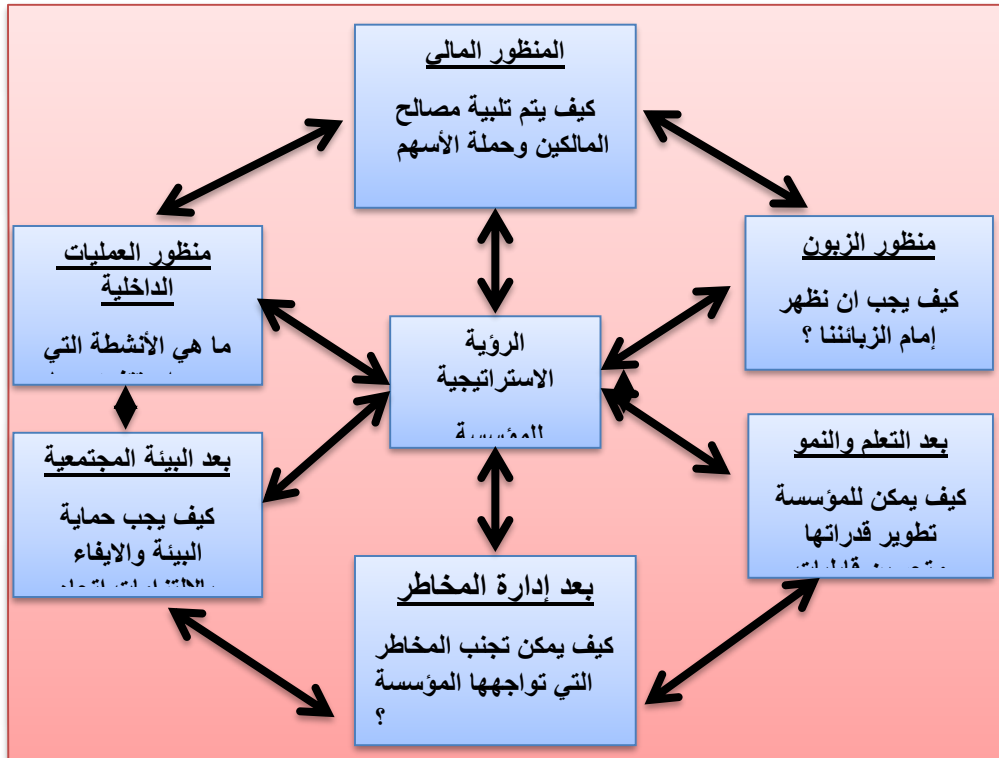 المنظور المالي
كيف يتم تلبية مصالح
المالكين وحملة الأسهم
منظور الزبون
كيف يجب ان نظهر
إمام الزبائننا ؟
منظور العمليات
الداخلية
ما هي الأنشطة التي
الرؤية
الاستراتيجية
للمؤسسة
بعد التعلم والنمو
كيف يمكن للمؤسسة
تطوير قدراتها
بعد البيئة المجتمعية
كيف يجب حماية
البيئة والايفاء
بعد إدارة المخاطر
كيف يمكن تجنب المخاطر
التي تواجهها المؤسسة
؟